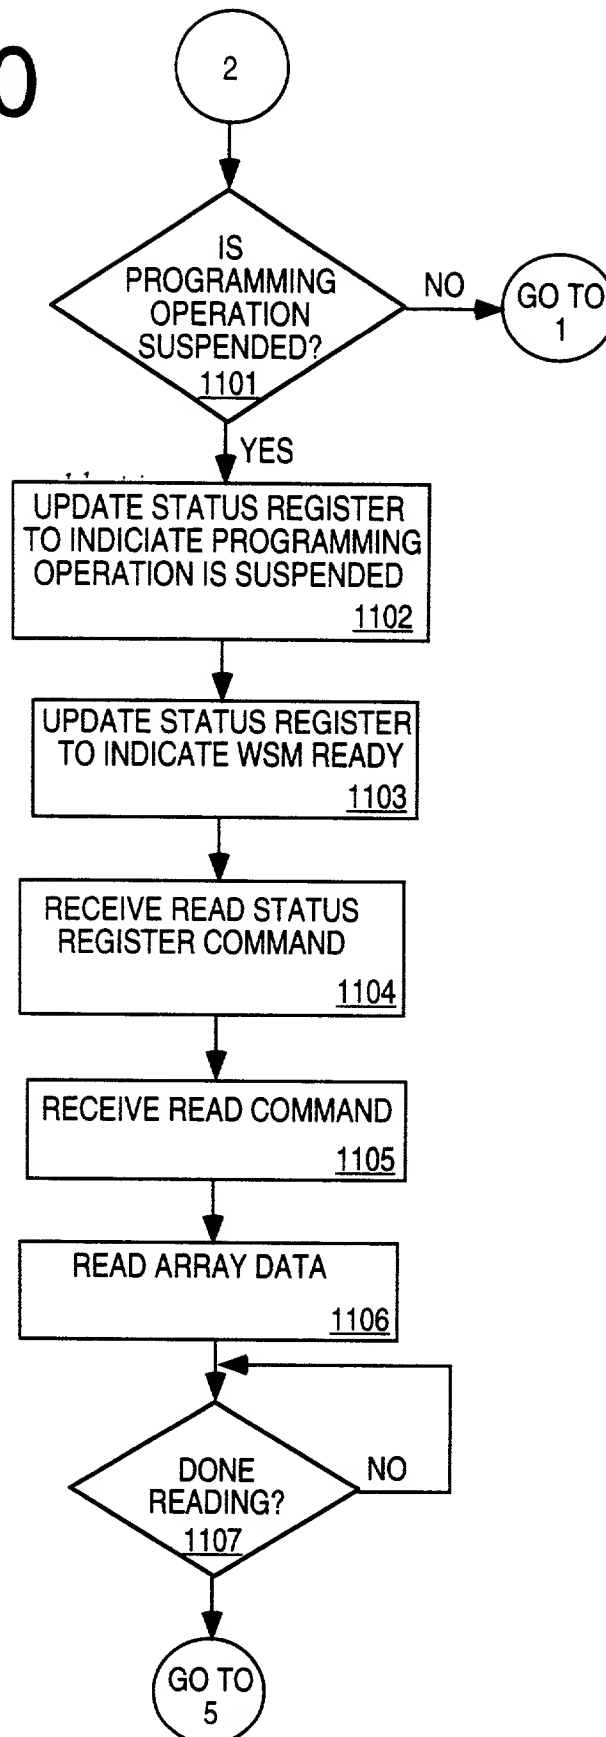 2
IS
PROGRAMMING
OPERATION
SUSPENDED?
1101
NO
GO TO
1
YES
UPDATE STATUS REGISTER
TO INDICIATE PROGRAMMING
OPERATION IS SUSPENDED
1102
UPDATE STATUS REGISTER
TO INDICATE WSM READY
1103
RECEIVE READ STATUS
REGISTER COMMAND
1104
RECEIVE READ COMMAND
1105
READ ARRAY DATA
1106
DONE
READING?
1107
NO
GO TO
5